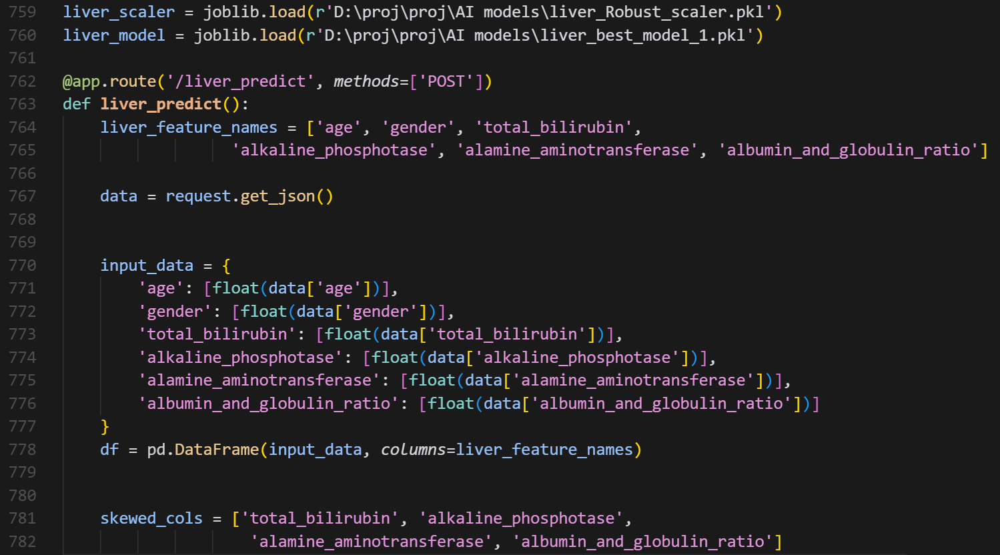 759 liver_scaler = joblib.load(r'D:\proj\proj\AI models\liver_Robust_scaler.pkl')
760 liver_model = joblib.load(r'D:\proj\proj\AI models\liver_best_model_1.pkl')
761
762 @app.route('/liver_predict', methods=['POST'])
763 def liver_predict():
764     liver_feature_names = ['age', 'gender', 'total_bilirubin',
765                   'alkaline_phosphotase', 'alamine_aminotransferase', 'albumin_and_globulin_ratio']
766
767     data = request.get_json()
768
769
770     input_data = {
771         'age': [float(data['age'])],
772         'gender': [float(data['gender'])],
773         'total_bilirubin': [float(data['total_bilirubin'])],
774         'alkaline_phosphotase': [float(data['alkaline_phosphotase'])],
775         'alamine_aminotransferase': [float(data['alamine_aminotransferase'])],
776         'albumin_and_globulin_ratio': [float(data['albumin_and_globulin_ratio'])]
777     }
778     df = pd.DataFrame(input_data, columns=liver_feature_names)
779
780
781     skewed_cols = ['total_bilirubin', 'alkaline_phosphotase',
782                     'alamine_aminotransferase', 'albumin_and_globulin_ratio']